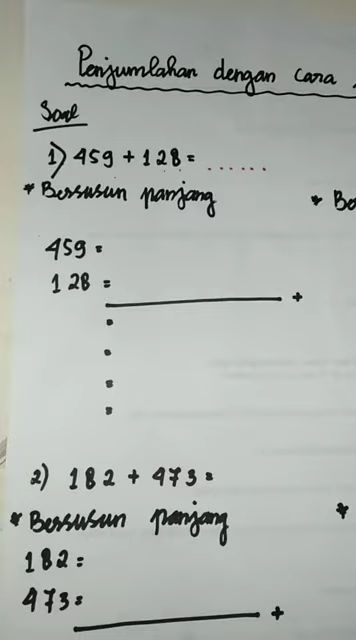 Penjumlahan dengan cara
Soal
1) 459 + 128 = ......
* Bersusun panjang
459 =
128 =
+
2) 182 + 473 =
* Bersusun panjang
*
182 =
473 =
+